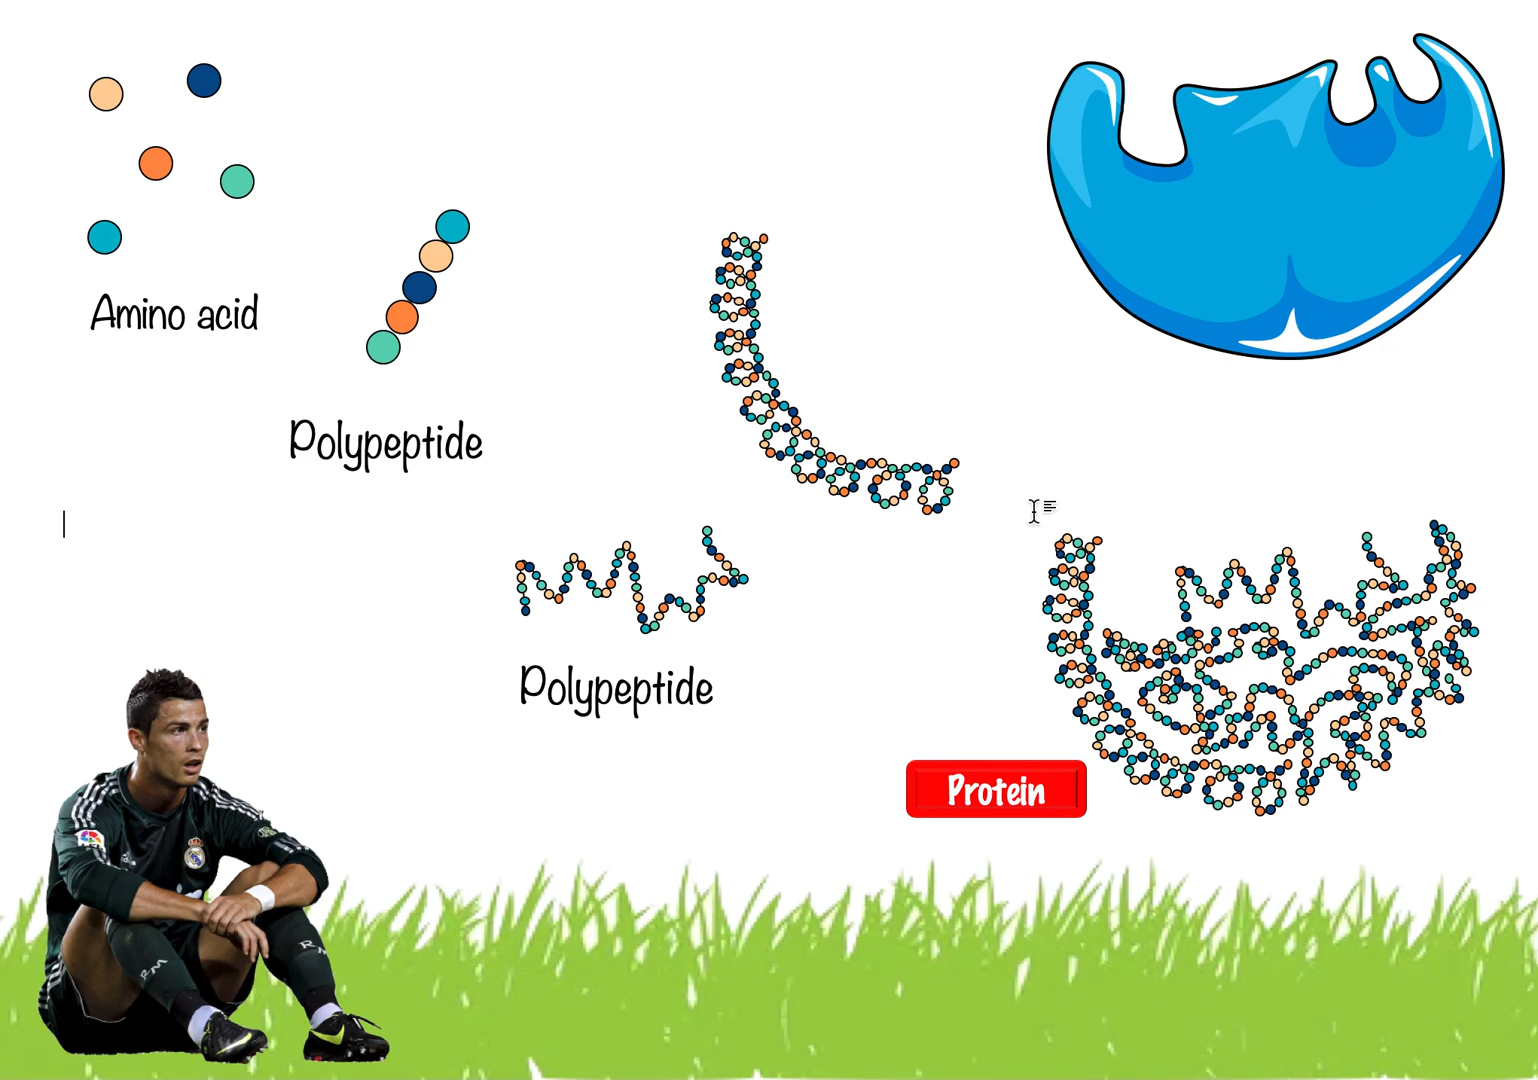 Amino acid
Polypeptide
Polypeptide
Protein
R M
R M